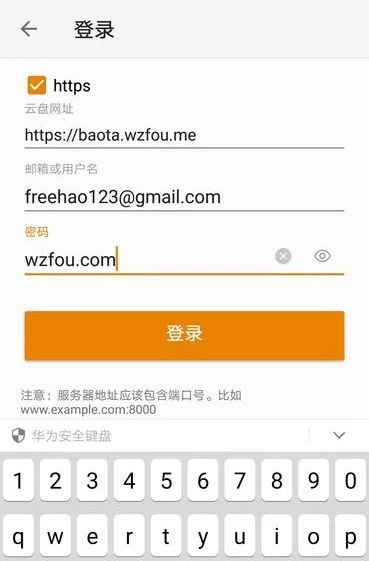 登录
https
云盘网址
https://baota.wzfou.me
邮箱或用户名
freehao123@gmail.com
密码
wzfou.com
登录
注意：服务器地址应该包含端口号。比如
www.example.com:8000
华为安全键盘
1 2 3 4 5 6 7 8 9 0
q w e r t y u i o p